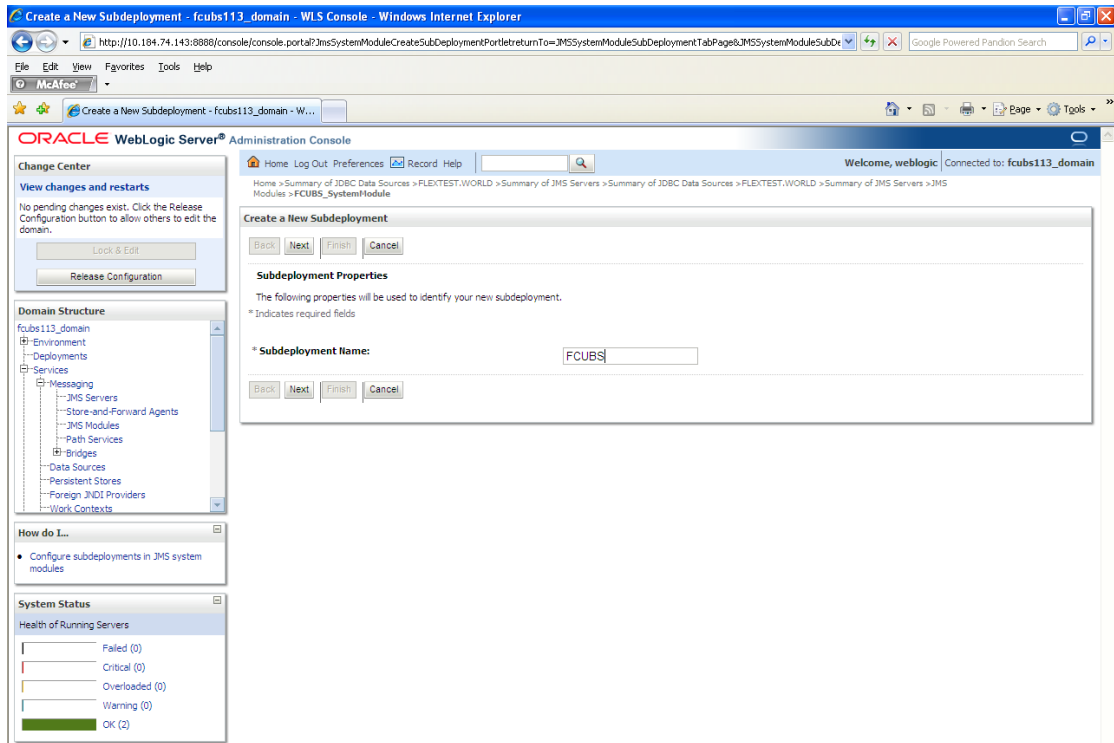 Create a New Subdeployment - fcubs113_domain - WLS Console - Windows Internet Explorer
http://10.184.74.143:8888/console/console.portal?JmsSystemModuleCreateSubDeploymentPortletreturnTo=JMSSystemModuleSubDeploymentTabPage&JMSSystemModuleSubDe
Google Powered Pandion Search
File Edit View Favorites Tools Help
McAfee
Create a New Subdeployment - fcubs113_domain - W...
Page Tools
ORACLE WebLogic Server® Administration Console
Change Center
View changes and restarts
No pending changes exist. Click the Release
Configuration button to allow others to edit the
domain.
Lock & Edit
Release Configuration
Domain Structure
fcubs113_domain
Environment
Deployments
Services
Messaging
JMS Servers
Store-and-Forward Agents
JMS Modules
Path Services
Bridges
Data Sources
Persistent Stores
Foreign JNDI Providers
Work Contexts
How do I...
Configure subdeployments in JMS system
modules
System Status
Health of Running Servers
Failed (0)
Critical (0)
Overloaded (0)
Warning (0)
OK (2)
Home Log Out Preferences Record Help
Welcome, weblogic Connected to: fcubs113_domain
Home >Summary of JDBC Data Sources >FLEXTEST.WORLD >Summary of JMS Servers >Summary of JDBC Data Sources >FLEXTEST.WORLD >Summary of JMS Servers >JMS
Modules >FCUBS_SystemModule
Create a New Subdeployment
Back Next Finish Cancel
Subdeployment Properties
The following properties will be used to identify your new subdeployment.
* Indicates required fields
* Subdeployment Name: FCUBS
Back Next Finish Cancel